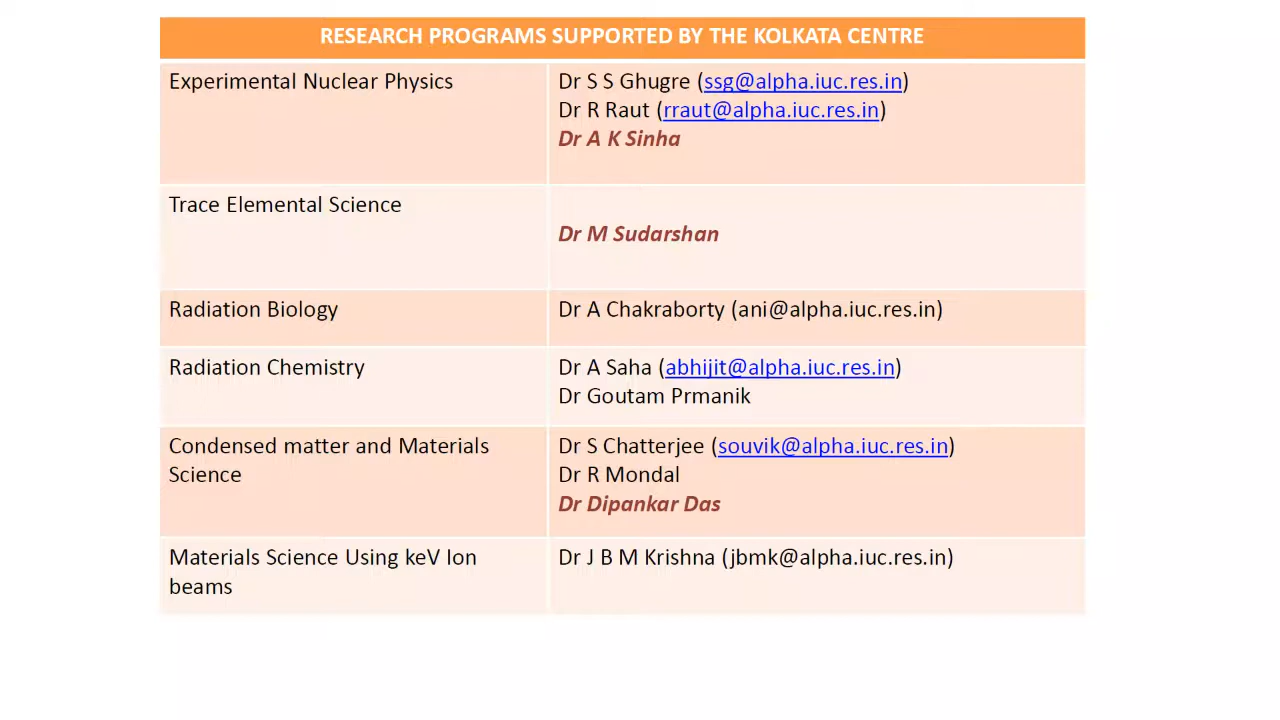 RESEARCH PROGRAMS SUPPORTED BY THE KOLKATA CENTRE
Experimental Nuclear Physics
Dr S S Ghugre (ssg@alpha.iuc.res.in)
Dr R Raut (rraut@alpha.iuc.res.in)
Dr A K Sinha
Trace Elemental Science
Dr M Sudarshan
Radiation Biology
Dr A Chakraborty (ani@alpha.iuc.res.in)
Radiation Chemistry
Dr A Saha (abhijit@alpha.iuc.res.in)
Dr Goutam Prmanik
Condensed matter and Materials
Science
Dr S Chatterjee (souvik@alpha.iuc.res.in)
Dr R Mondal
Dr Dipankar Das
Materials Science Using keV Ion
beams
Dr J B M Krishna (jbmk@alpha.iuc.res.in)